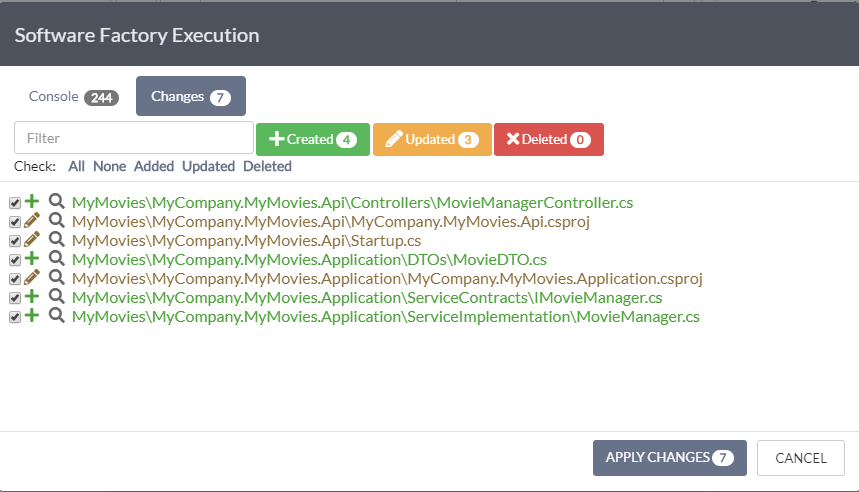 Software Factory Execution
Console 244 Changes 7
Filter Created 4 Updated 3 Deleted 0
Check: All None Added Updated Deleted
MyMovies\MyCompany.MyMovies.Api\Controllers\MovieManagerController.cs
MyMovies\MyCompany.MyMovies.Api\MyCompany.MyMovies.Api.csproj
MyMovies\MyCompany.MyMovies.Api\Startup.cs
MyMovies\MyCompany.MyMovies.Application\DTOs\MovieDTO.cs
MyMovies\MyCompany.MyMovies.Application\MyCompany.MyMovies.Application.csproj
MyMovies\MyCompany.MyMovies.Application\ServiceContracts\IMovieManager.cs
MyMovies\MyCompany.MyMovies.Application\ServiceImplementation\MovieManager.cs
APPLY CHANGES 7 CANCEL